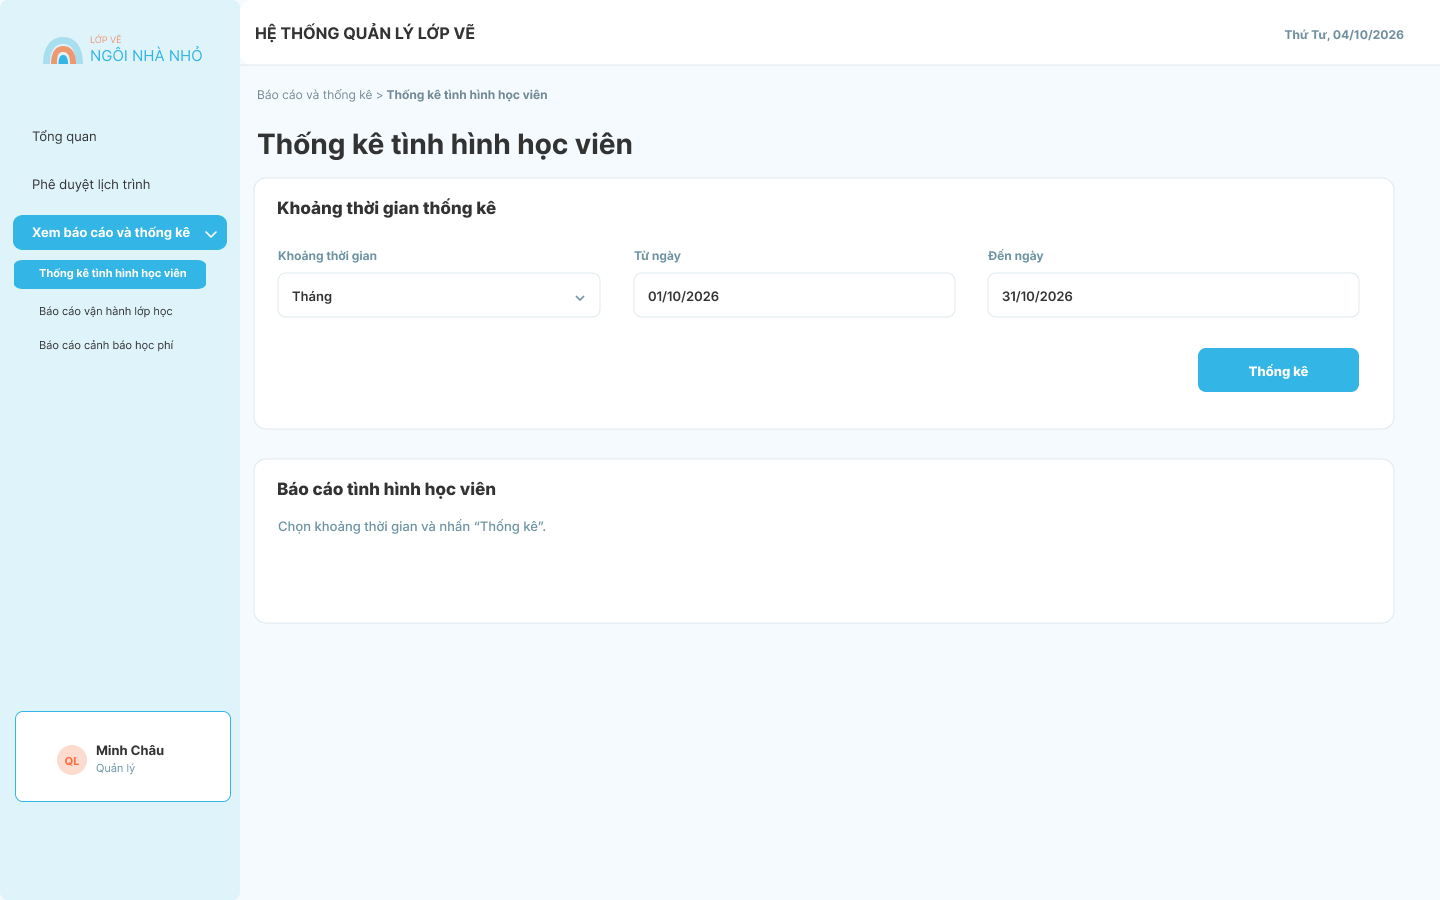 LỚP VẼ
NGÔI NHÀ NHỎ
HỆ THỐNG QUẢN LÝ LỚP VẼ
Thứ Tư, 04/10/2026
Tổng quan
Phê duyệt lịch trình
Xem báo cáo và thống kê
Thống kê tình hình học viên
Báo cáo vận hành lớp học
Báo cáo cảnh báo học phí
QL
Minh Châu
Quản lý
Báo cáo và thống kê > Thống kê tình hình học viên
Thống kê tình hình học viên
Khoảng thời gian thống kê
Khoảng thời gian
Từ ngày
Đến ngày
Tháng
01/10/2026
31/10/2026
Thống kê
Báo cáo tình hình học viên
Chọn khoảng thời gian và nhấn “Thống kê”.